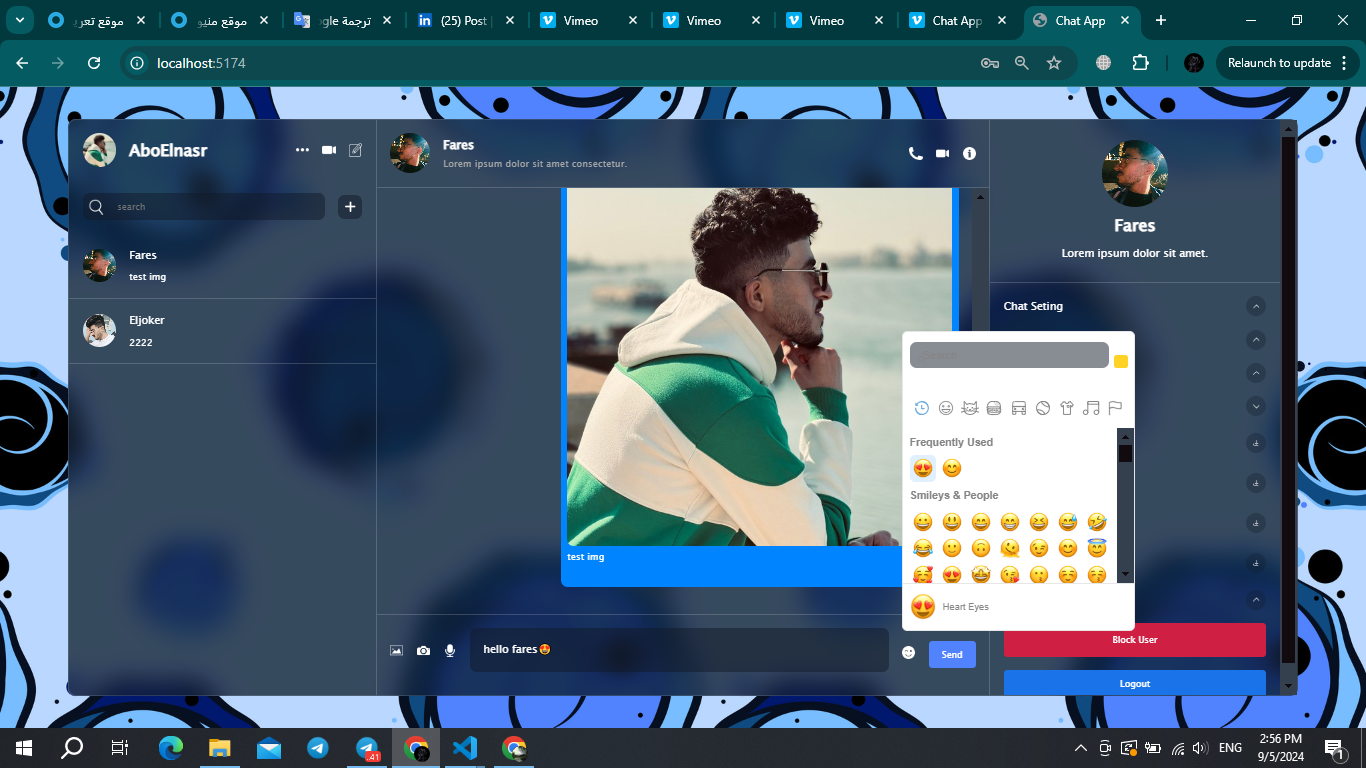 موقع تعر
موقع منيو
ترجمة gle
(25) Post |
Vimeo
Vimeo
Vimeo
Chat App
Chat App
localhost:5174
Relaunch to update
AboElnasr
search
Fares
test img
Eljoker
2222
Fares
Lorem ipsum dolor sit amet consectetur.
test img
hello fares😍
Send
Search
Frequently Used
Smileys & People
Heart Eyes
Fares
Lorem ipsum dolor sit amet.
Chat Seting
Block User
Logout
41
ENG
2:56 PM
9/5/2024
1